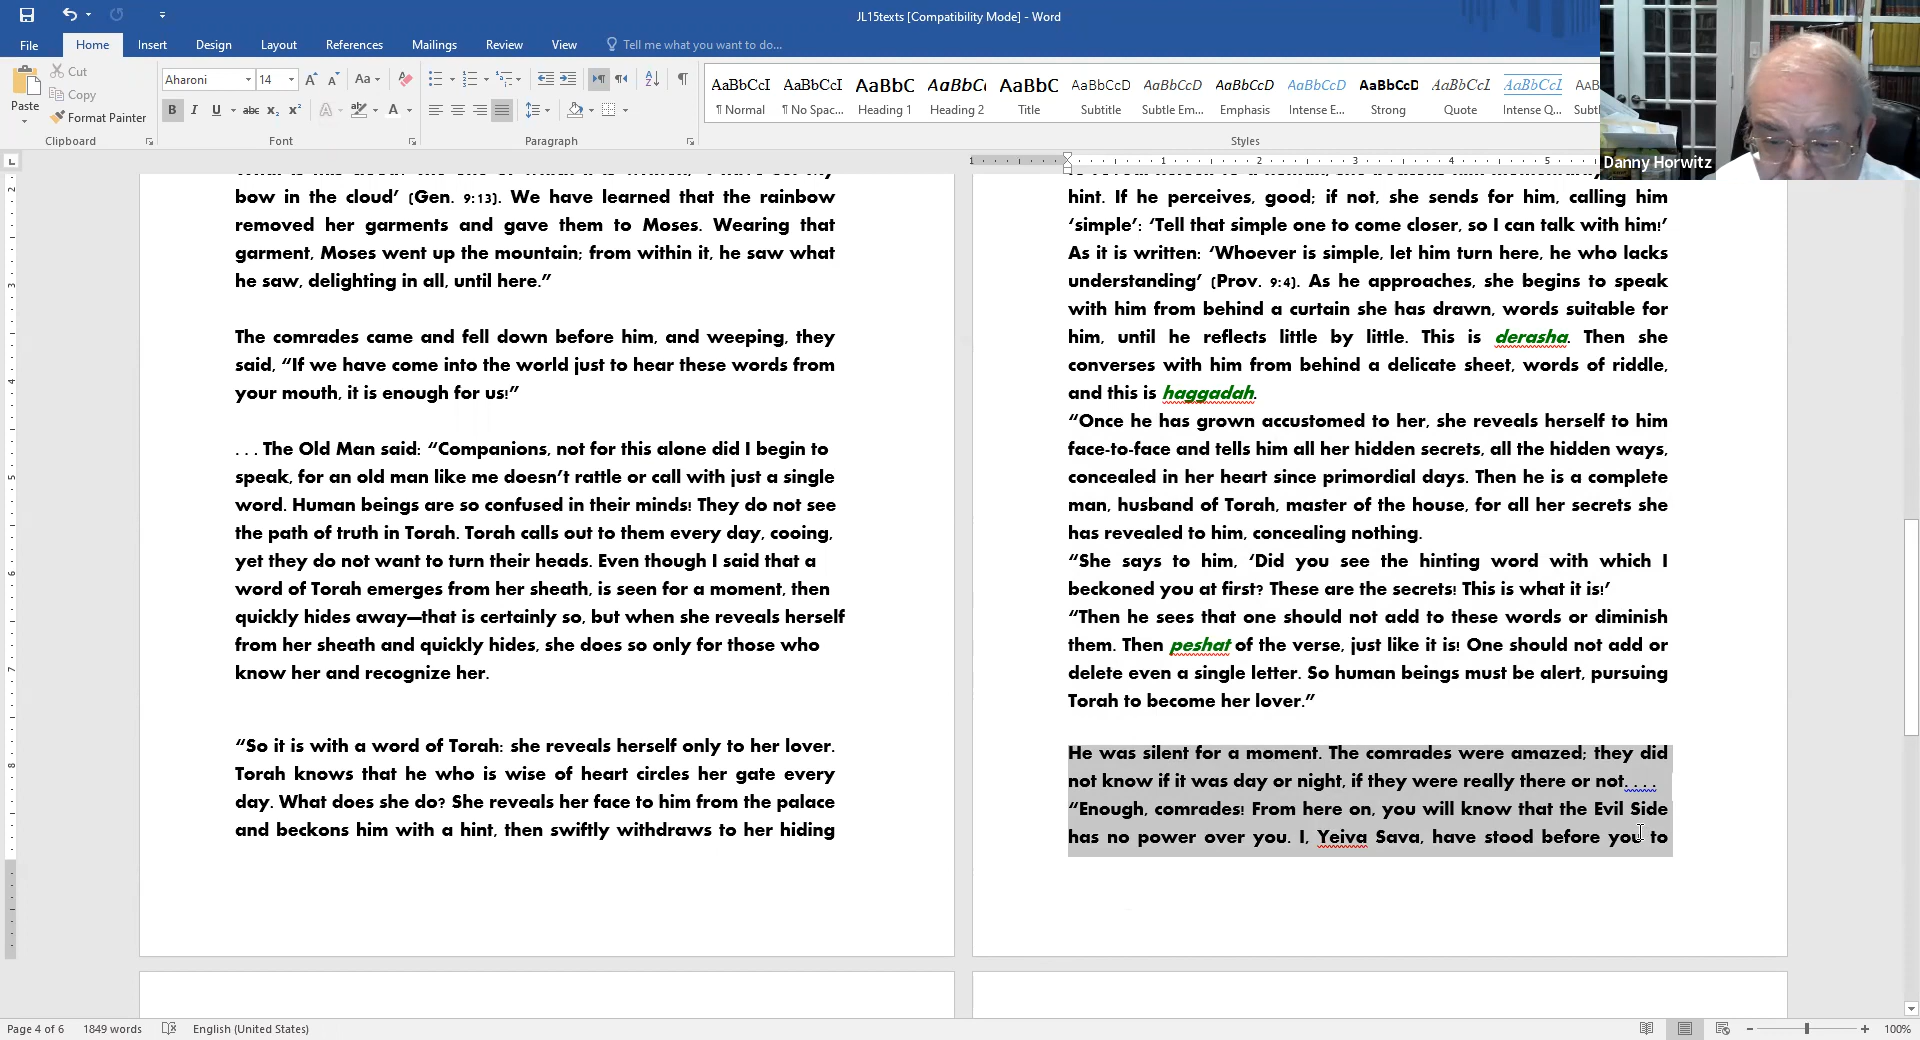 JL15texts [Compatibility Mode] - Word
File Home Insert Design Layout References Mailings Review View Tell me what you want to do...
Paste
Cut
Copy
Format Painter
Clipboard
Aharoni 14
Font
Paragraph
AaBbCcI AaBbCcI AaBbC AaBbCc AaBbC AaBbCcD AaBbCcD AaBbCcD AaBbCcD AaBbCcD AaBbCcI AaBbCcI
¶ Normal ¶ No Spac... Heading 1 Heading 2 Title Subtitle Subtle Em... Emphasis Intense E... Strong Quote Intense Q...
Styles
Danny Horwitz
bow in the cloud’ (Gen. 9:13). We have learned that the rainbow
removed her garments and gave them to Moses. Wearing that
garment, Moses went up the mountain; from within it, he saw what
he saw, delighting in all, until here.”
The comrades came and fell down before him, and weeping, they
said, “If we have come into the world just to hear these words from
your mouth, it is enough for us!”
. . . The Old Man said: “Companions, not for this alone did I begin to
speak, for an old man like me doesn’t rattle or call with just a single
word. Human beings are so confused in their minds! They do not see
the path of truth in Torah. Torah calls out to them every day, cooing,
yet they do not want to turn their heads. Even though I said that a
word of Torah emerges from her sheath, is seen for a moment, then
quickly hides away—that is certainly so, but when she reveals herself
from her sheath and quickly hides, she does so only for those who
know her and recognize her.
“So it is with a word of Torah: she reveals herself only to her lover.
Torah knows that he who is wise of heart circles her gate every
day. What does she do? She reveals her face to him from the palace
and beckons him with a hint, then swiftly withdraws to her hiding
hint. If he perceives, good; if not, she sends for him, calling him
‘simple’: ‘Tell that simple one to come closer, so I can talk with him!’
As it is written: ‘Whoever is simple, let him turn here, he who lacks
understanding’ (Prov. 9:4). As he approaches, she begins to speak
with him from behind a curtain she has drawn, words suitable for
him, until he reflects little by little. This is derasha. Then she
converses with him from behind a delicate sheet, words of riddle,
and this is haggadah.
“Once he has grown accustomed to her, she reveals herself to him
face-to-face and tells him all her hidden secrets, all the hidden ways,
concealed in her heart since primordial days. Then he is a complete
man, husband of Torah, master of the house, for all her secrets she
has revealed to him, concealing nothing.
“She says to him, ‘Did you see the hinting word with which I
beckoned you at first? These are the secrets! This is what it is!’
“Then he sees that one should not add to these words or diminish
them. Then peshat of the verse, just like it is! One should not add or
delete even a single letter. So human beings must be alert, pursuing
Torah to become her lover.”
He was silent for a moment. The comrades were amazed; they did
not know if it was day or night, if they were really there or not. . . .
“Enough, comrades! From here on, you will know that the Evil Side
has no power over you. I, Yeiva Sava, have stood before you to
Page 4 of 6 1849 words English (United States) 100%